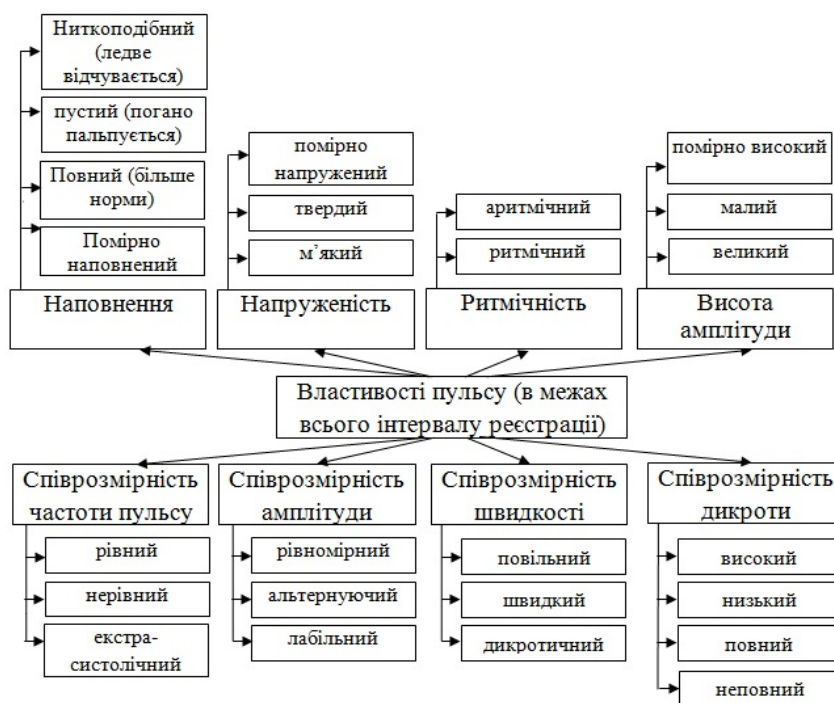 Ниткоподібний
(ледве
відчувається)
пустий (погано
пальпується)
Повний (більше
норми)
Помірно
наповнений
Наповнення
помірно
напружений
твердий
м’який
Напруженість
аритмічний
ритмічний
Ритмічність
помірно високий
малий
великий
Висота
амплітуди
Властивості пульсу (в межах
всього інтервалу реєстрації)
Співрозмірність
частоти пульсу
рівний
нерівний
екстра-
систолічний
Співрозмірність
амплітуди
рівномірний
альтернуючий
лабільний
Співрозмірність
швидкості
повільний
швидкий
дикротичний
Співрозмірність
дикроти
високий
низький
повний
неповний